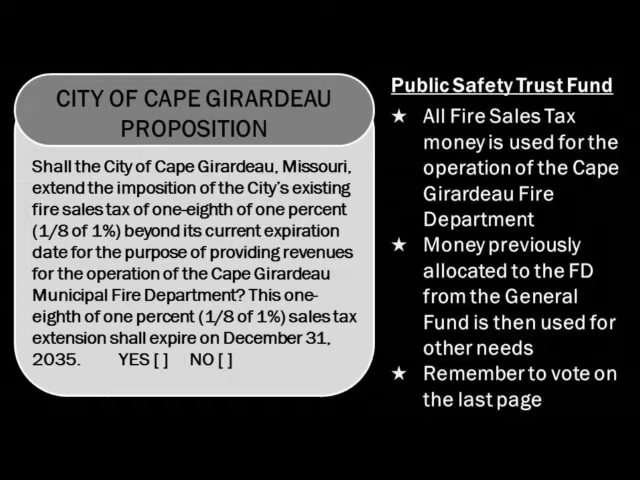 CITY OF CAPE GIRARDEAU
PROPOSITION
Shall the City of Cape Girardeau, Missouri,
extend the imposition of the City's existing
fire sales tax of one-eighth of one percent
(1/8 of 1%) beyond its current expiration
date for the purpose of providing revenues
for the operation of the Cape Girardeau
Municipal Fire Department? This one-
eighth of one percent (1/8 of 1%) sales tax
extension shall expire on December 31,
2035. YES [ ] NO [ ]
Public Safety Trust Fund
★ All Fire Sales Tax
money is used for the
operation of the Cape
Girardeau Fire
Department
★ Money previously
allocated to the FD
from the General
Fund is then used for
other needs
★ Remember to vote on
the last page